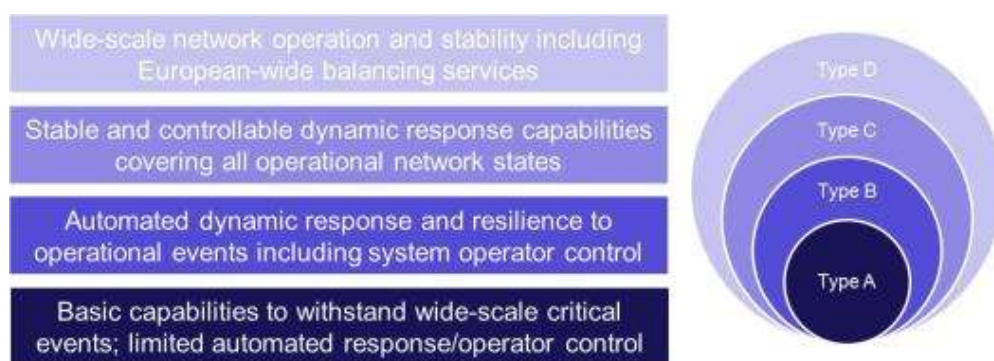 Wide-scale network operation and stability including
European-wide balancing services
Stable and controllable dynamic response capabilities
covering all operational network states
Automated dynamic response and resilience to
operational events including system operator control
Basic capabilities to withstand wide-scale critical
events; limited automated response/operator control
Type D
Type C
Type B
Type A